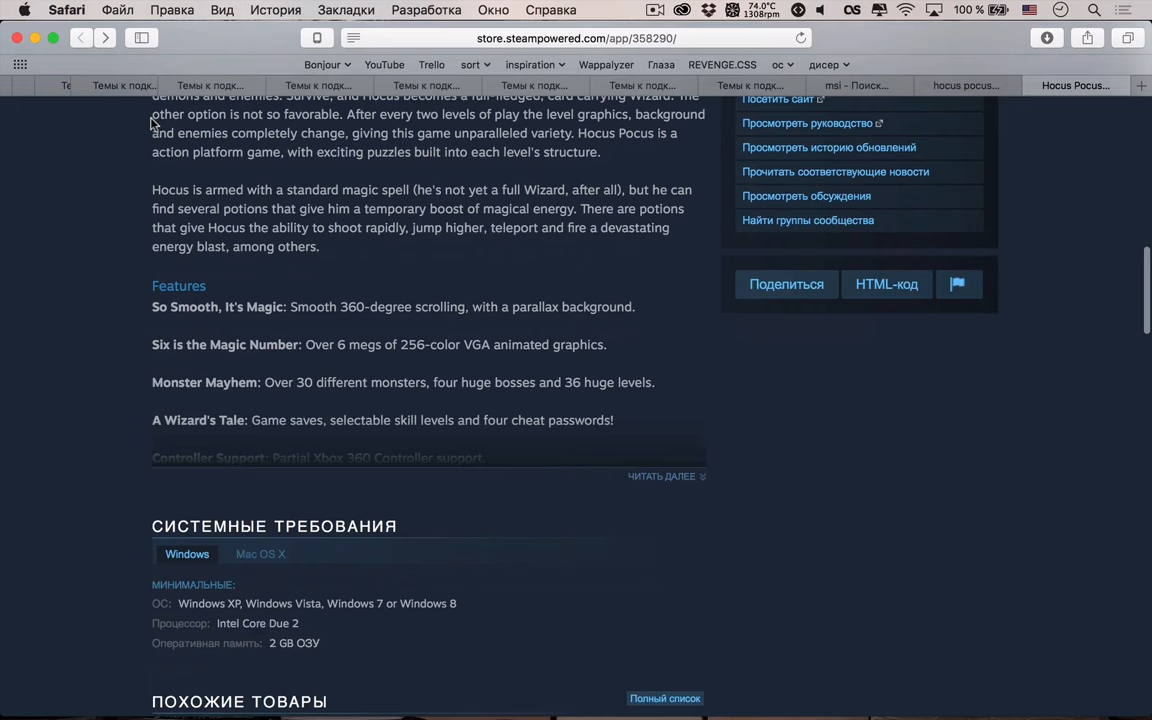 Safari Файл Правка Вид История Закладки Разработка Окно Справка 74.0°C 1308rpm 100 %
store.steampowered.com/app/358290/
Bonjour YouTube Trello sort inspiration Wappalyzer Глаза REVENGE.CSS ос дисер
Те Темы к подк... Темы к подк... Темы к подк... Темы к подк... Темы к подк... Темы к подк... Темы к подк... msi - Поиск... hocus pocus... Hocus Pocus...
demons and enemies. Survive, and Hocus becomes a full-fledged, card carrying Wizard. The
other option is not so favorable. After every two levels of play the level graphics, background
and enemies completely change, giving this game unparalleled variety. Hocus Pocus is a
action platform game, with exciting puzzles built into each level's structure.
Hocus is armed with a standard magic spell (he's not yet a full Wizard, after all), but he can
find several potions that give him a temporary boost of magical energy. There are potions
that give Hocus the ability to shoot rapidly, jump higher, teleport and fire a devastating
energy blast, among others.
Features
So Smooth, It's Magic: Smooth 360-degree scrolling, with a parallax background.
Six is the Magic Number: Over 6 megs of 256-color VGA animated graphics.
Monster Mayhem: Over 30 different monsters, four huge bosses and 36 huge levels.
A Wizard's Tale: Game saves, selectable skill levels and four cheat passwords!
Controller Support: Partial Xbox 360 Controller support.
ЧИТАТЬ ДАЛЕЕ
СИСТЕМНЫЕ ТРЕБОВАНИЯ
Windows Mac OS X
МИНИМАЛЬНЫЕ:
ОС: Windows XP, Windows Vista, Windows 7 or Windows 8
Процессор: Intel Core Due 2
Оперативная память: 2 GB ОЗУ
ПОХОЖИЕ ТОВАРЫ
Полный список
Посетить сайт
Просмотреть руководство
Просмотреть историю обновлений
Прочитать соответствующие новости
Просмотреть обсуждения
Найти группы сообщества
Поделиться HTML-код